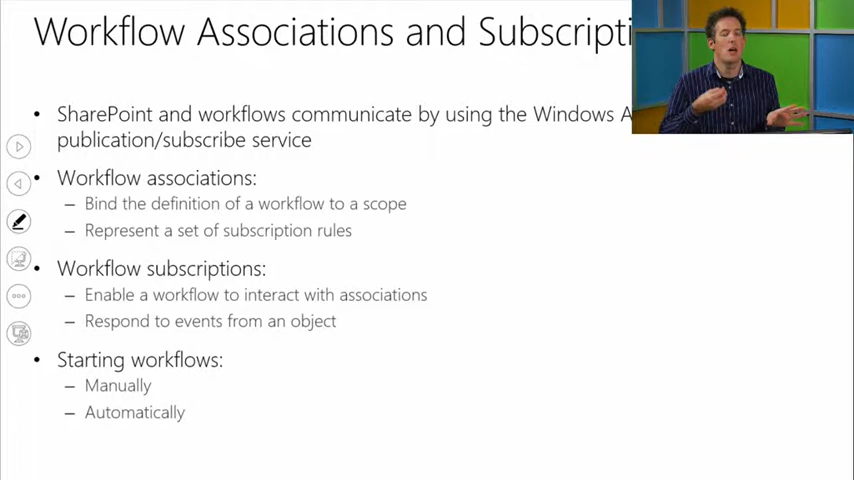 Workflow Associations and Subscripti
• SharePoint and workflows communicate by using the Windows A
publication/subscribe service
• Workflow associations:
– Bind the definition of a workflow to a scope
– Represent a set of subscription rules
• Workflow subscriptions:
– Enable a workflow to interact with associations
– Respond to events from an object
• Starting workflows:
– Manually
– Automatically